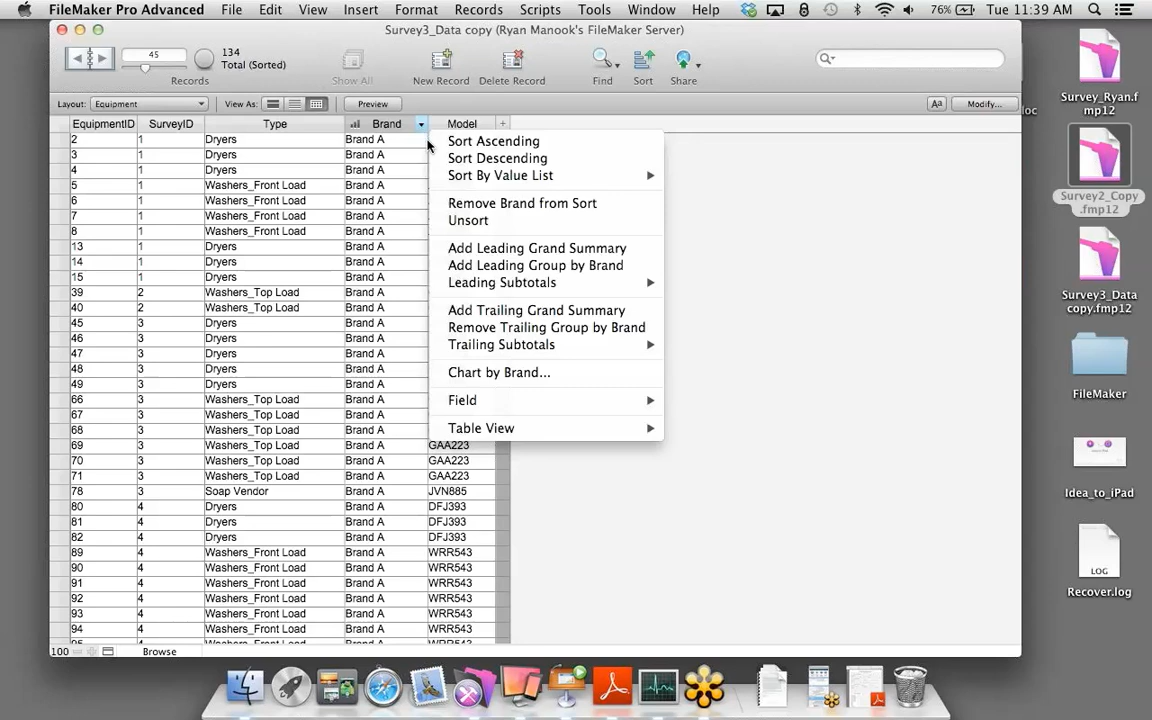 FileMaker Pro Advanced File Edit View Insert Format Records Scripts Tools Window Help 76% Tue 11:39 AM
Survey3_Data copy (Ryan Manook's FileMaker Server)
45
134
Total (Sorted)
Records
Show All
New Record
Delete Record
Find
Sort
Share
Layout: Equipment View As: Preview Aa Modify...
EquipmentID SurveyID Type Brand Model +
2 1 Dryers Brand A
3 1 Dryers Brand A
4 1 Dryers Brand A
5 1 Washers_Front Load Brand A
6 1 Washers_Front Load Brand A
7 1 Washers_Front Load Brand A
8 1 Washers_Front Load Brand A
13 1 Dryers Brand A
14 1 Dryers Brand A
15 1 Dryers Brand A
39 2 Washers_Top Load Brand A
40 2 Washers_Top Load Brand A
45 3 Dryers Brand A
46 3 Dryers Brand A
47 3 Dryers Brand A
48 3 Dryers Brand A
49 3 Dryers Brand A
66 3 Washers_Top Load Brand A
67 3 Washers_Top Load Brand A
68 3 Washers_Top Load Brand A
69 3 Washers_Top Load Brand A GAA223
70 3 Washers_Top Load Brand A GAA223
71 3 Washers_Top Load Brand A GAA223
78 3 Soap Vendor Brand A JVN885
80 4 Dryers Brand A DFJ393
81 4 Dryers Brand A DFJ393
82 4 Dryers Brand A DFJ393
89 4 Washers_Front Load Brand A WRR543
90 4 Washers_Front Load Brand A WRR543
91 4 Washers_Front Load Brand A WRR543
92 4 Washers_Front Load Brand A WRR543
93 4 Washers_Front Load Brand A WRR543
94 4 Washers_Front Load Brand A WRR543
95 4 Washers_Front Load Brand A WRR543
Sort Ascending
Sort Descending
Sort By Value List
Remove Brand from Sort
Unsort
Add Leading Grand Summary
Add Leading Group by Brand
Leading Subtotals
Add Trailing Grand Summary
Remove Trailing Group by Brand
Trailing Subtotals
Chart by Brand...
Field
Table View
100 Browse
Survey_Ryan.f
mp12
oc
Survey2_Copy
.fmp12
Survey3_Data
copy.fmp12
FileMaker
Idea_to_iPad
LOG
Recover.log